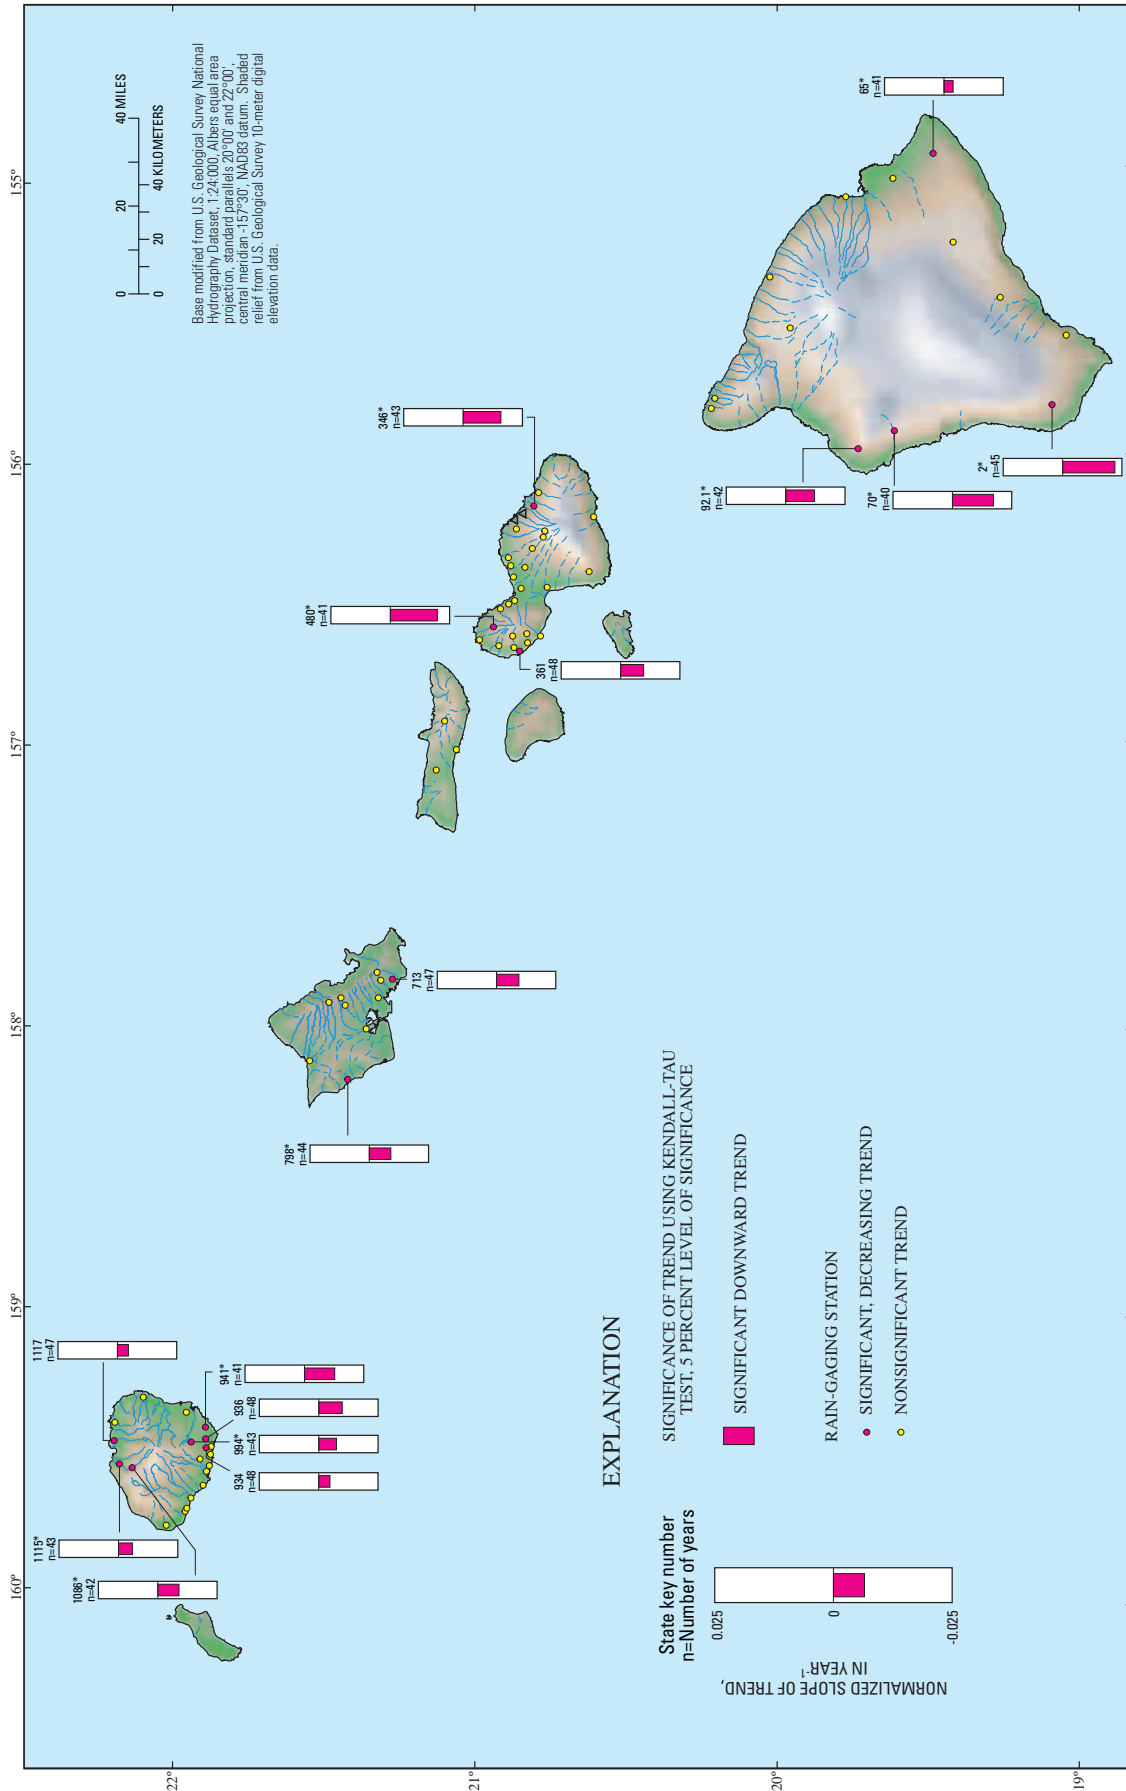 160°
159°
158°
157°
156°
155°
22°
21°
20°
19°
0 20 40 MILES
0 20 40 KILOMETERS
Base modified from U.S. Geological Survey National
Hydrography Dataset, 1:24:000, Albers equal area
projection, standard parallels 20°00' and 22°00',
central meridian -157°30', NAD83 datum. Shaded
relief from U.S. Geological Survey 10-meter digital
elevation data.
1117
n=47
1115*
n=43
1086*
n=42
941*
n=41
936
n=48
994*
n=43
934
n=48
798*
n=44
713
n=47
480*
n=41
361
n=48
346*
n=43
92.1*
n=42
70*
n=40
2*
n=45
65*
n=41
EXPLANATION
State key number
n=Number of years
0.025
0
-0.025
NORMALIZED SLOPE OF TREND,
IN YEAR-1
SIGNIFICANCE OF TREND USING KENDALL-TAU
TEST, 5 PERCENT LEVEL OF SIGNIFICANCE
SIGNIFICANT DOWNWARD TREND
RAIN-GAGING STATION
SIGNIFICANT, DECREASING TREND
NONSIGNIFICANT TREND